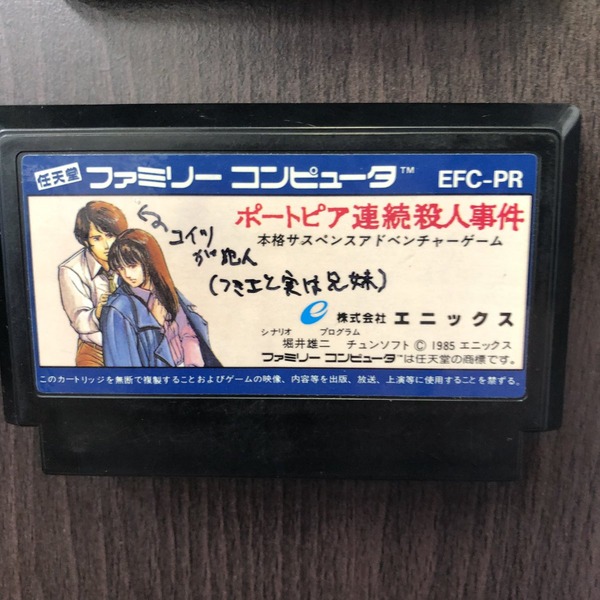 任天堂 ファミリー コンピュータ™ EFC-PR
ポートピア連続殺人事件
本格サスペンスアドベンチャーゲーム
コイツ
が犯人
(フミエと実は兄妹)
e 株式会社 エニックス
シナリオ プログラム
堀井雄二 チュンソフト © 1985 エニックス
ファミリー コンピュータ™は任天堂の商標です。
このカートリッジを無断で複製することおよびゲームの映像、内容等を出版、放送、上演等に使用することを禁ずる。